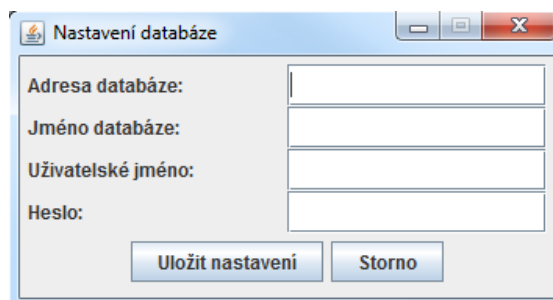 Nastavení databáze
Adresa databáze:
Jméno databáze:
Uživatelské jméno:
Heslo:
Uložit nastavení Storno